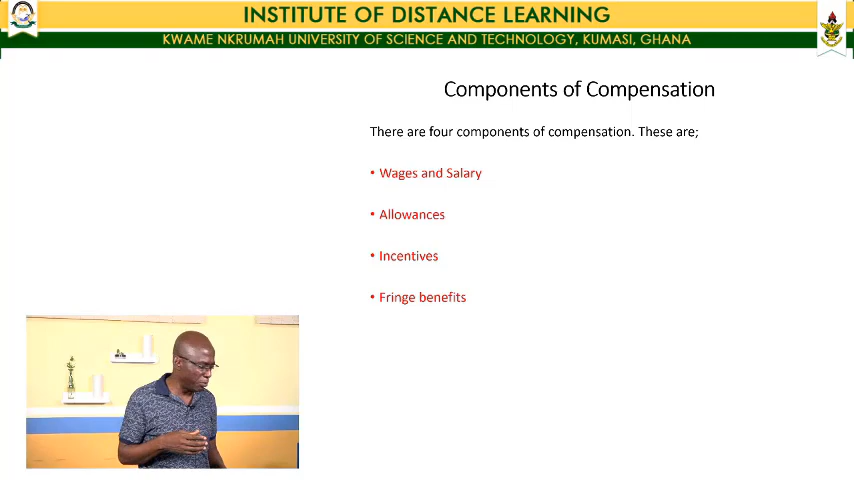 INSTITUTE OF DISTANCE LEARNING
KWAME NKRUMAH UNIVERSITY OF SCIENCE AND TECHNOLOGY, KUMASI, GHANA
Components of Compensation
There are four components of compensation. These are;
• Wages and Salary
• Allowances
• Incentives
• Fringe benefits